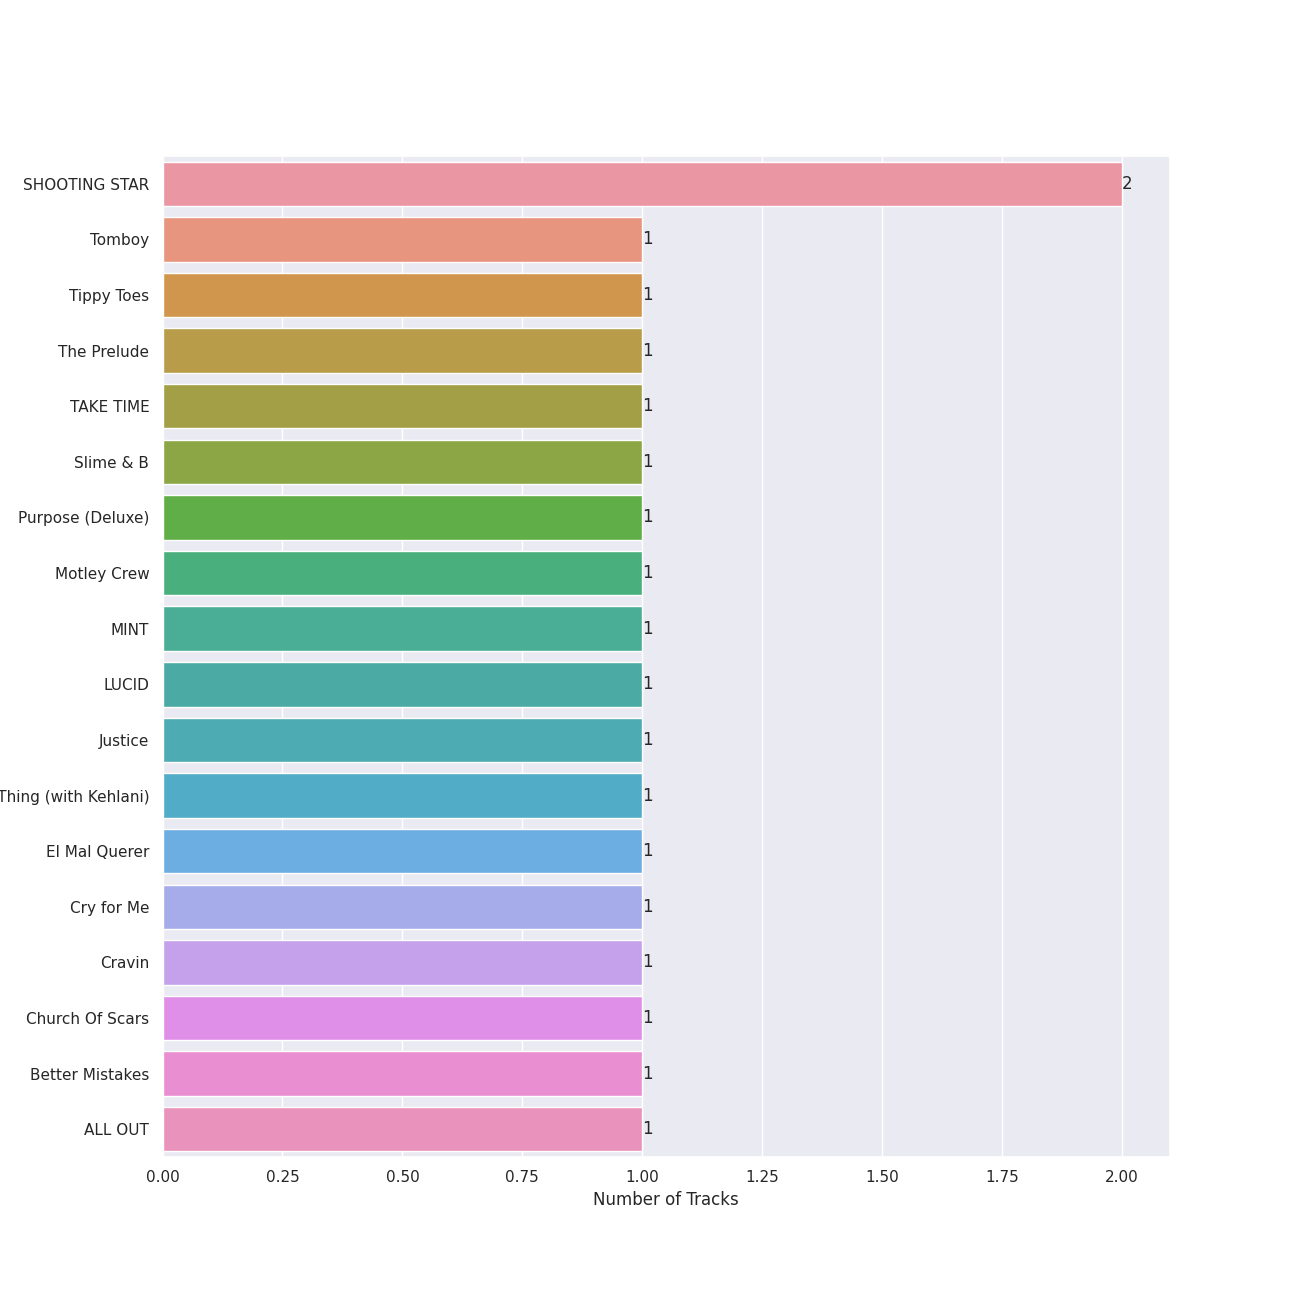 SHOOTING STAR 2
Tomboy 1
Tippy Toes 1
The Prelude 1
TAKE TIME 1
Slime & B 1
Purpose (Deluxe) 1
Motley Crew 1
MINT 1
LUCID 1
Justice 1
Thing (with Kehlani) 1
El Mal Querer 1
Cry for Me 1
Cravin 1
Church Of Scars 1
Better Mistakes 1
ALL OUT 1
0.00 0.25 0.50 0.75 1.00 1.25 1.50 1.75 2.00
Number of Tracks